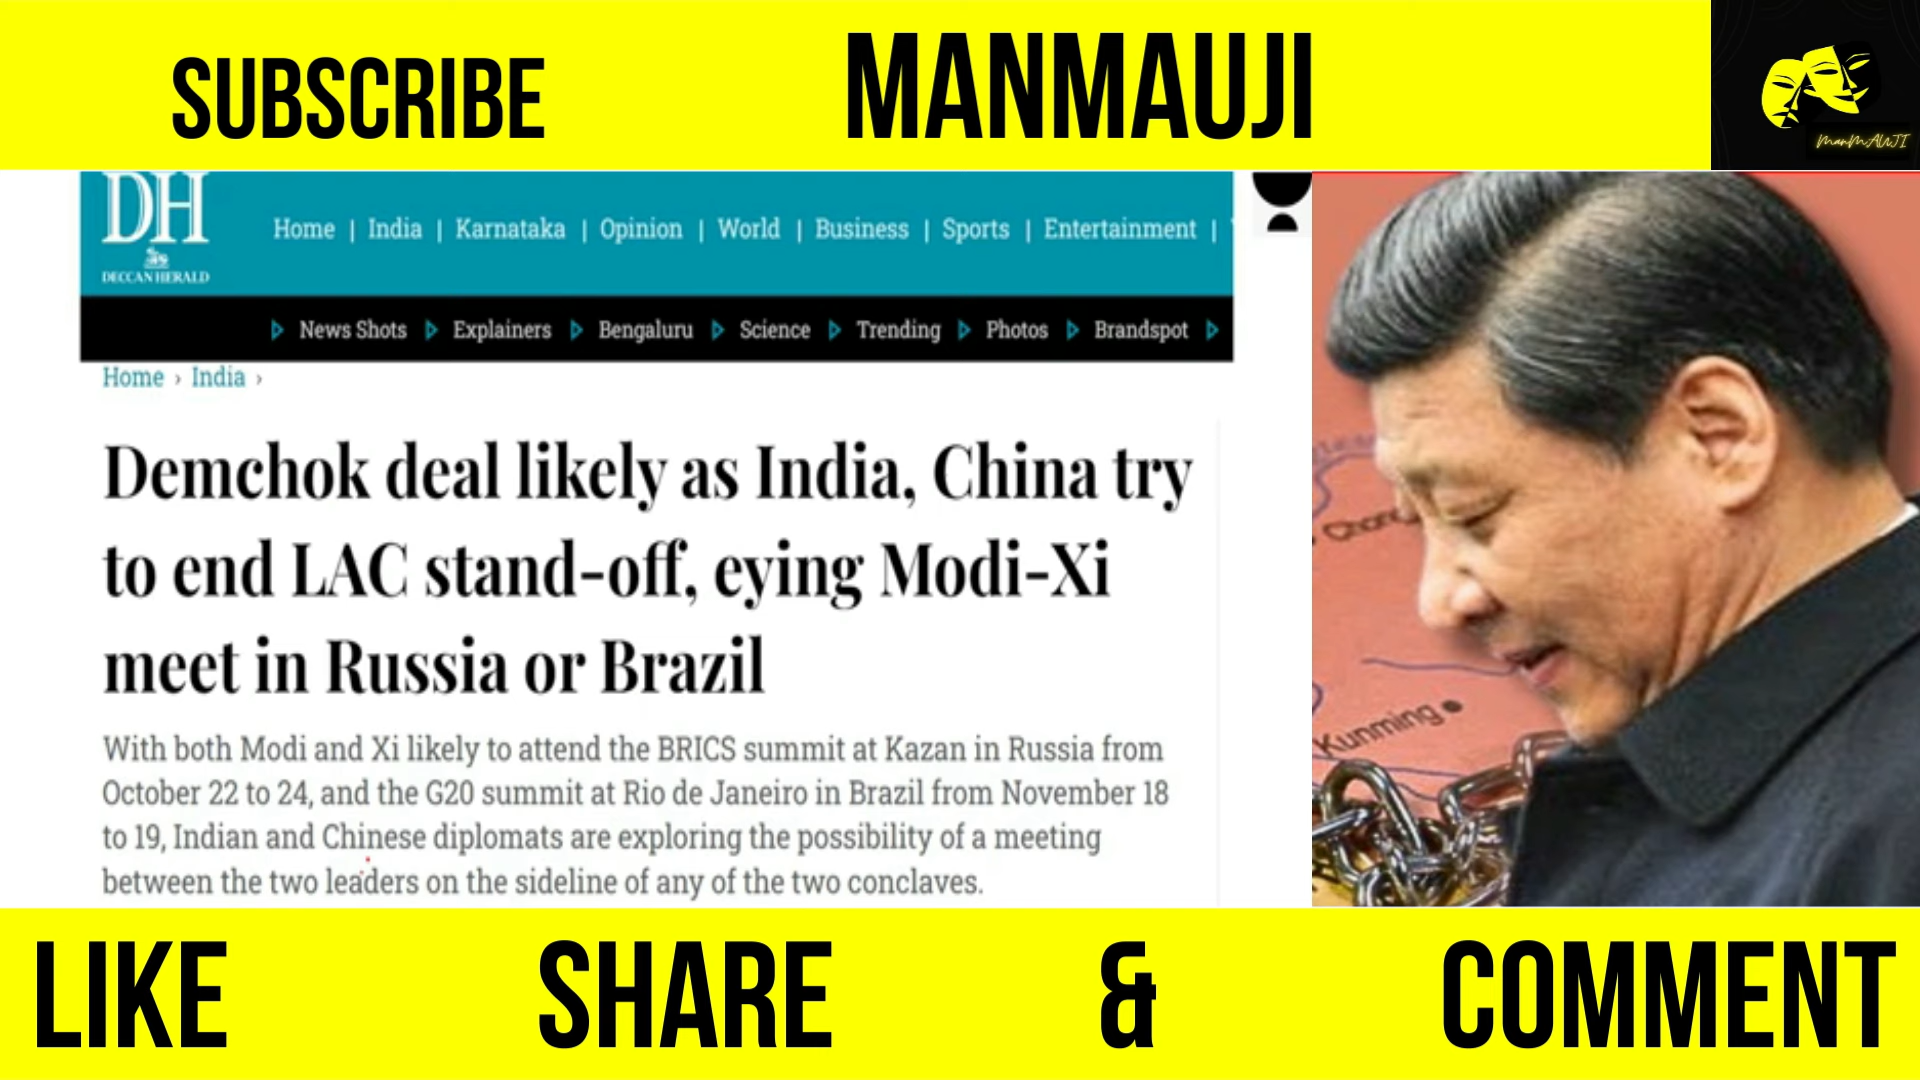 SUBSCRIBE MANMAUJI
ManMAUJI
DH
DECCAN HERALD
Home | India | Karnataka | Opinion | World | Business | Sports | Entertainment |
News Shots Explainers Bengaluru Science Trending Photos Brandspot
Home › India ›
Demchok deal likely as India, China try
to end LAC stand-off, eying Modi-Xi
meet in Russia or Brazil
With both Modi and Xi likely to attend the BRICS summit at Kazan in Russia from
October 22 to 24, and the G20 summit at Rio de Janeiro in Brazil from November 18
to 19, Indian and Chinese diplomats are exploring the possibility of a meeting
between the two leaders on the sideline of any of the two conclaves.
Kunming
LIKE SHARE & COMMENT